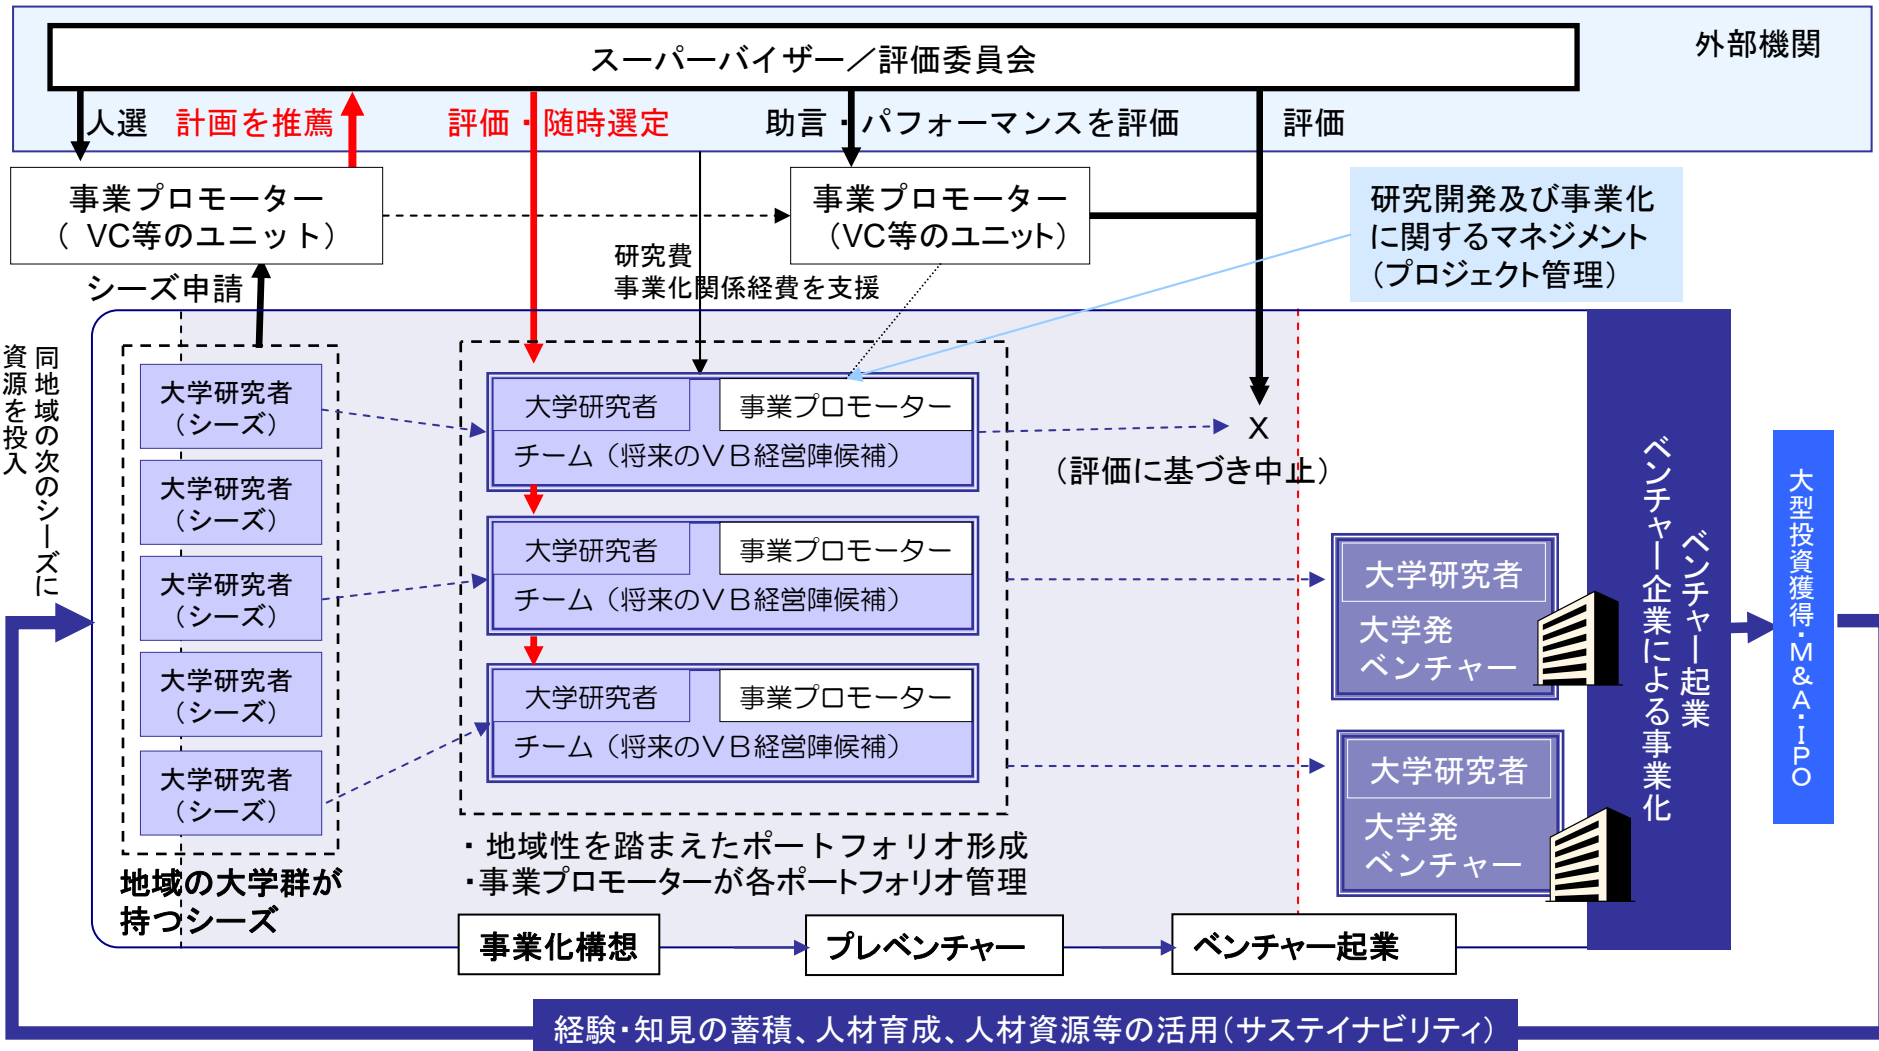 外部機関
スーパーバイザー／評価委員会
人選
計画を推薦
評価・随時選定
助言・パフォーマンスを評価
評価
事業プロモーター
（ VC等のユニット）
事業プロモーター
（VC等のユニット）
研究開発及び事業化
に関するマネジメント
（プロジェクト管理）
シーズ申請
研究費
事業化関係経費を支援
同地域の次のシーズに
資源を投入
大学研究者
（シーズ）
大学研究者
（シーズ）
大学研究者
（シーズ）
大学研究者
（シーズ）
大学研究者
（シーズ）
地域の大学群が
持つシーズ
大学研究者
事業プロモーター
チーム（将来のＶＢ経営陣候補）
大学研究者
事業プロモーター
チーム（将来のＶＢ経営陣候補）
大学研究者
事業プロモーター
チーム（将来のＶＢ経営陣候補）
・地域性を踏まえたポートフォリオ形成
・事業プロモーターが各ポートフォリオ管理
X
（評価に基づき中止）
大学研究者
大学発
ベンチャー
大学研究者
大学発
ベンチャー
ベンチャー起業
ベンチャー企業による事業化
大型投資獲得・Ｍ＆Ａ・ＩＰＯ
事業化構想
プレベンチャー
ベンチャー起業
経験・知見の蓄積、人材育成、人材資源等の活用（サステイナビリティ）